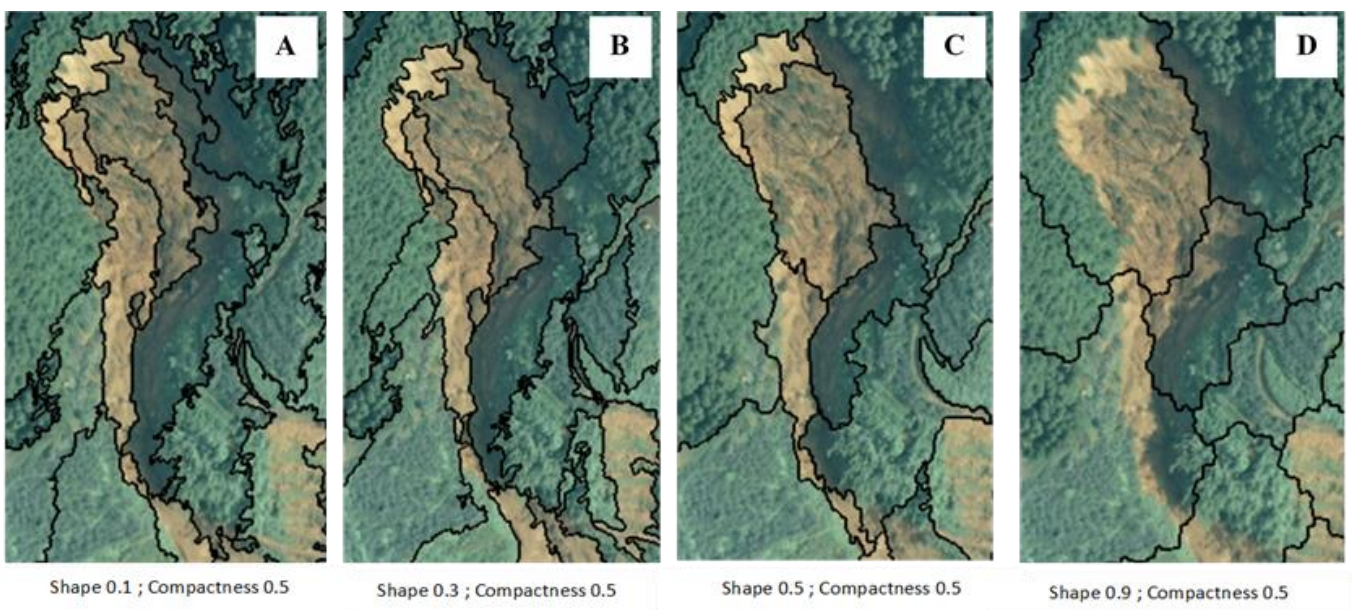 A
B
C
D
Shape 0.1 ; Compactness 0.5
Shape 0.3 ; Compactness 0.5
Shape 0.5 ; Compactness 0.5
Shape 0.9 ; Compactness 0.5